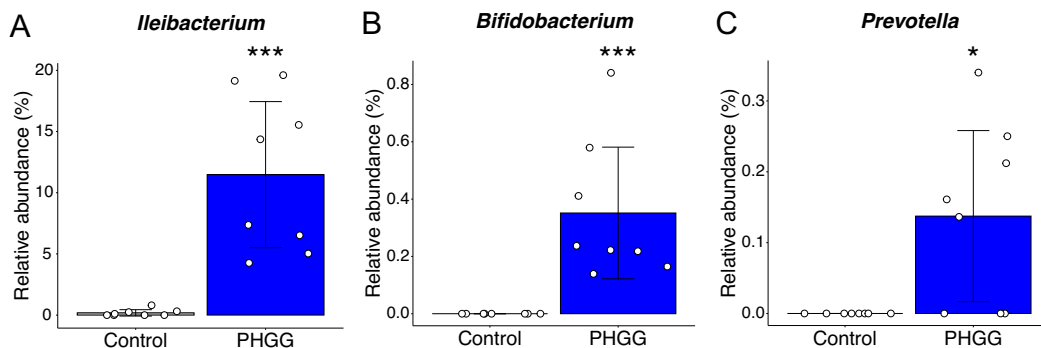 A
Ileibacterium
***
Relative abundance (%)
20
15
10
5
0
Control
PHGG
B
Bifidobacterium
***
Relative abundance (%)
0.8
0.6
0.4
0.2
0.0
Control
PHGG
C
Prevotella
*
Relative abundance (%)
0.3
0.2
0.1
0.0
Control
PHGG